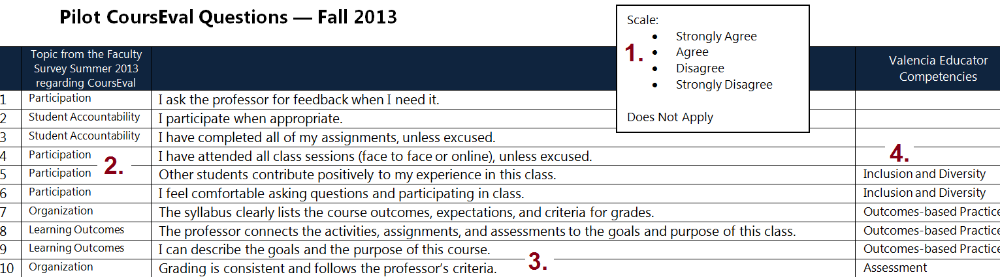 Pilot CoursEval Questions — Fall 2013
Scale:
• Strongly Agree
1. • Agree
• Disagree
• Strongly Disagree
Does Not Apply
Topic from the Faculty
Survey Summer 2013
regarding CoursEval
Valencia Educator
Competencies
1 Participation I ask the professor for feedback when I need it.
2 Student Accountability I participate when appropriate.
3 Student Accountability I have completed all of my assignments, unless excused.
4 Participation I have attended all class sessions (face to face or online), unless excused.
2.
4.
5 Participation Other students contribute positively to my experience in this class. Inclusion and Diversity
6 Participation I feel comfortable asking questions and participating in class. Inclusion and Diversity
7 Organization The syllabus clearly lists the course outcomes, expectations, and criteria for grades. Outcomes-based Practice
8 Learning Outcomes The professor connects the activities, assignments, and assessments to the goals and purpose of this class. Outcomes-based Practice
9 Learning Outcomes I can describe the goals and the purpose of this course. Outcomes-based Practice
3.
10 Organization Grading is consistent and follows the professor's criteria. Assessment